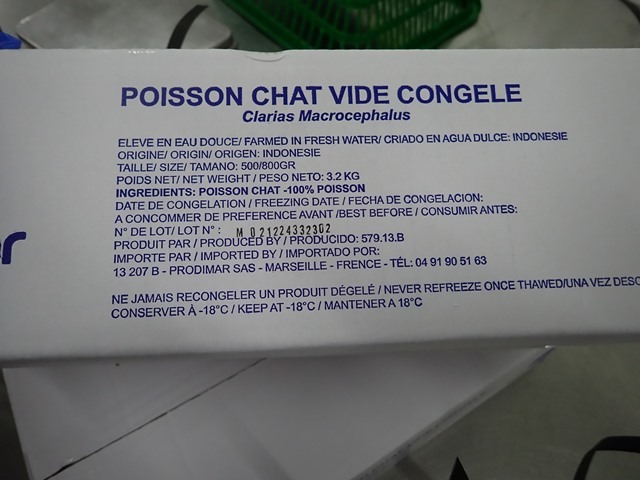 POISSON CHAT VIDE CONGELE
Clarias Macrocephalus
ELEVE EN EAU DOUCE/ FARMED IN FRESH WATER/ CRIADO EN AGUA DULCE: INDONESIE
ORIGINE/ ORIGIN/ ORIGEN: INDONESIE
TAILLE/ SIZE/ TAMANO: 500/800GR
POIDS NET/ NET WEIGHT / PESO NETO: 3.2 KG
INGREDIENTS: POISSON CHAT -100% POISSON
DATE DE CONGELATION / FREEZING DATE / FECHA DE CONGELACION:
A CONCOMMER DE PREFERENCE AVANT /BEST BEFORE / CONSUMIR ANTES:
N° DE LOT/ LOT N° : M 021224332302
PRODUIT PAR / PRODUCED BY / PRODUCIDO: 579.13.B
IMPORTE PAR / IMPORTED BY / IMPORTADO POR:
13 207 B - PRODIMAR SAS - MARSEILLE - FRENCE - TÉL: 04 91 90 51 63
NE JAMAIS RECONGELER UN PRODUIT DÉGELÉ / NEVER REFREEZE ONCE THAWED/UNA VEZ DESC
CONSERVER À -18°C / KEEP AT -18°C / MANTENER A 18°C